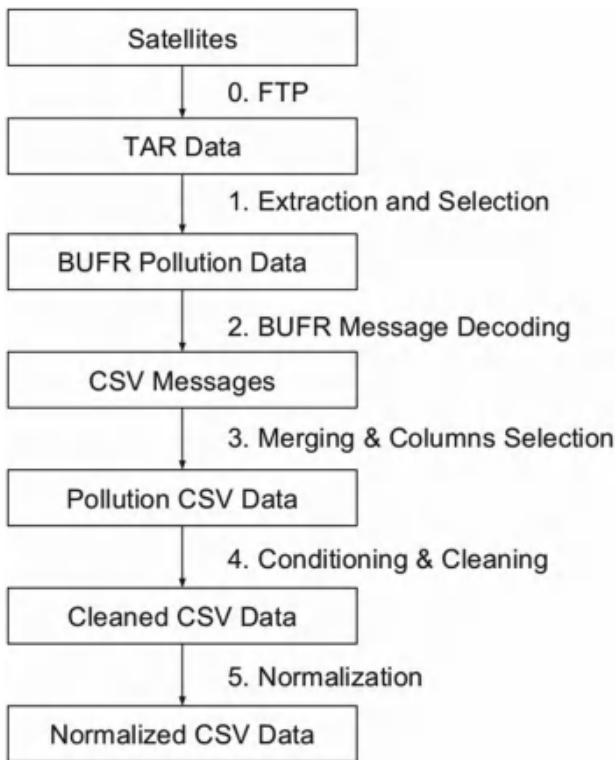 Satellites
0. FTP
TAR Data
1. Extraction and Selection
BUFR Pollution Data
2. BUFR Message Decoding
CSV Messages
3. Merging & Columns Selection
Pollution CSV Data
4. Conditioning & Cleaning
Cleaned CSV Data
5. Normalization
Normalized CSV Data